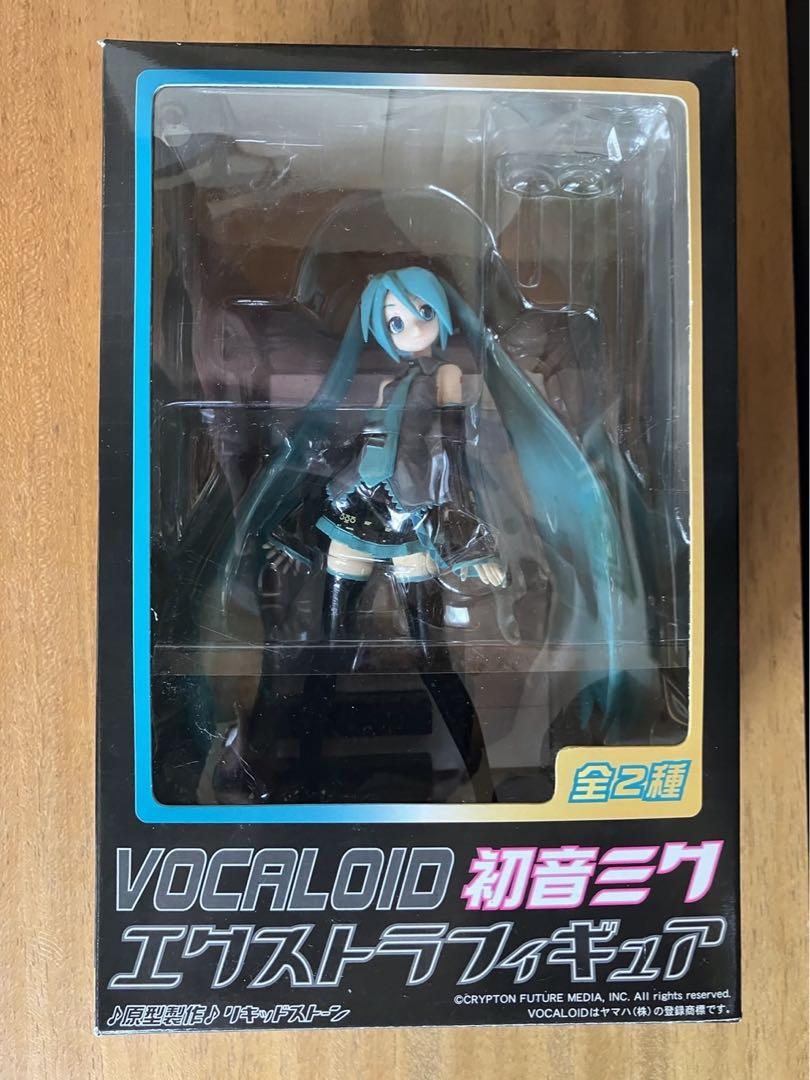 全2種
VOCALOID 初音ミク
エクストラフィギュア
©CRYPTON FUTURE MEDIA, INC. All rights reserved.
♪原型製作♪リキッドストーン
VOCALOIDはヤマハ(株)の登録商標です。